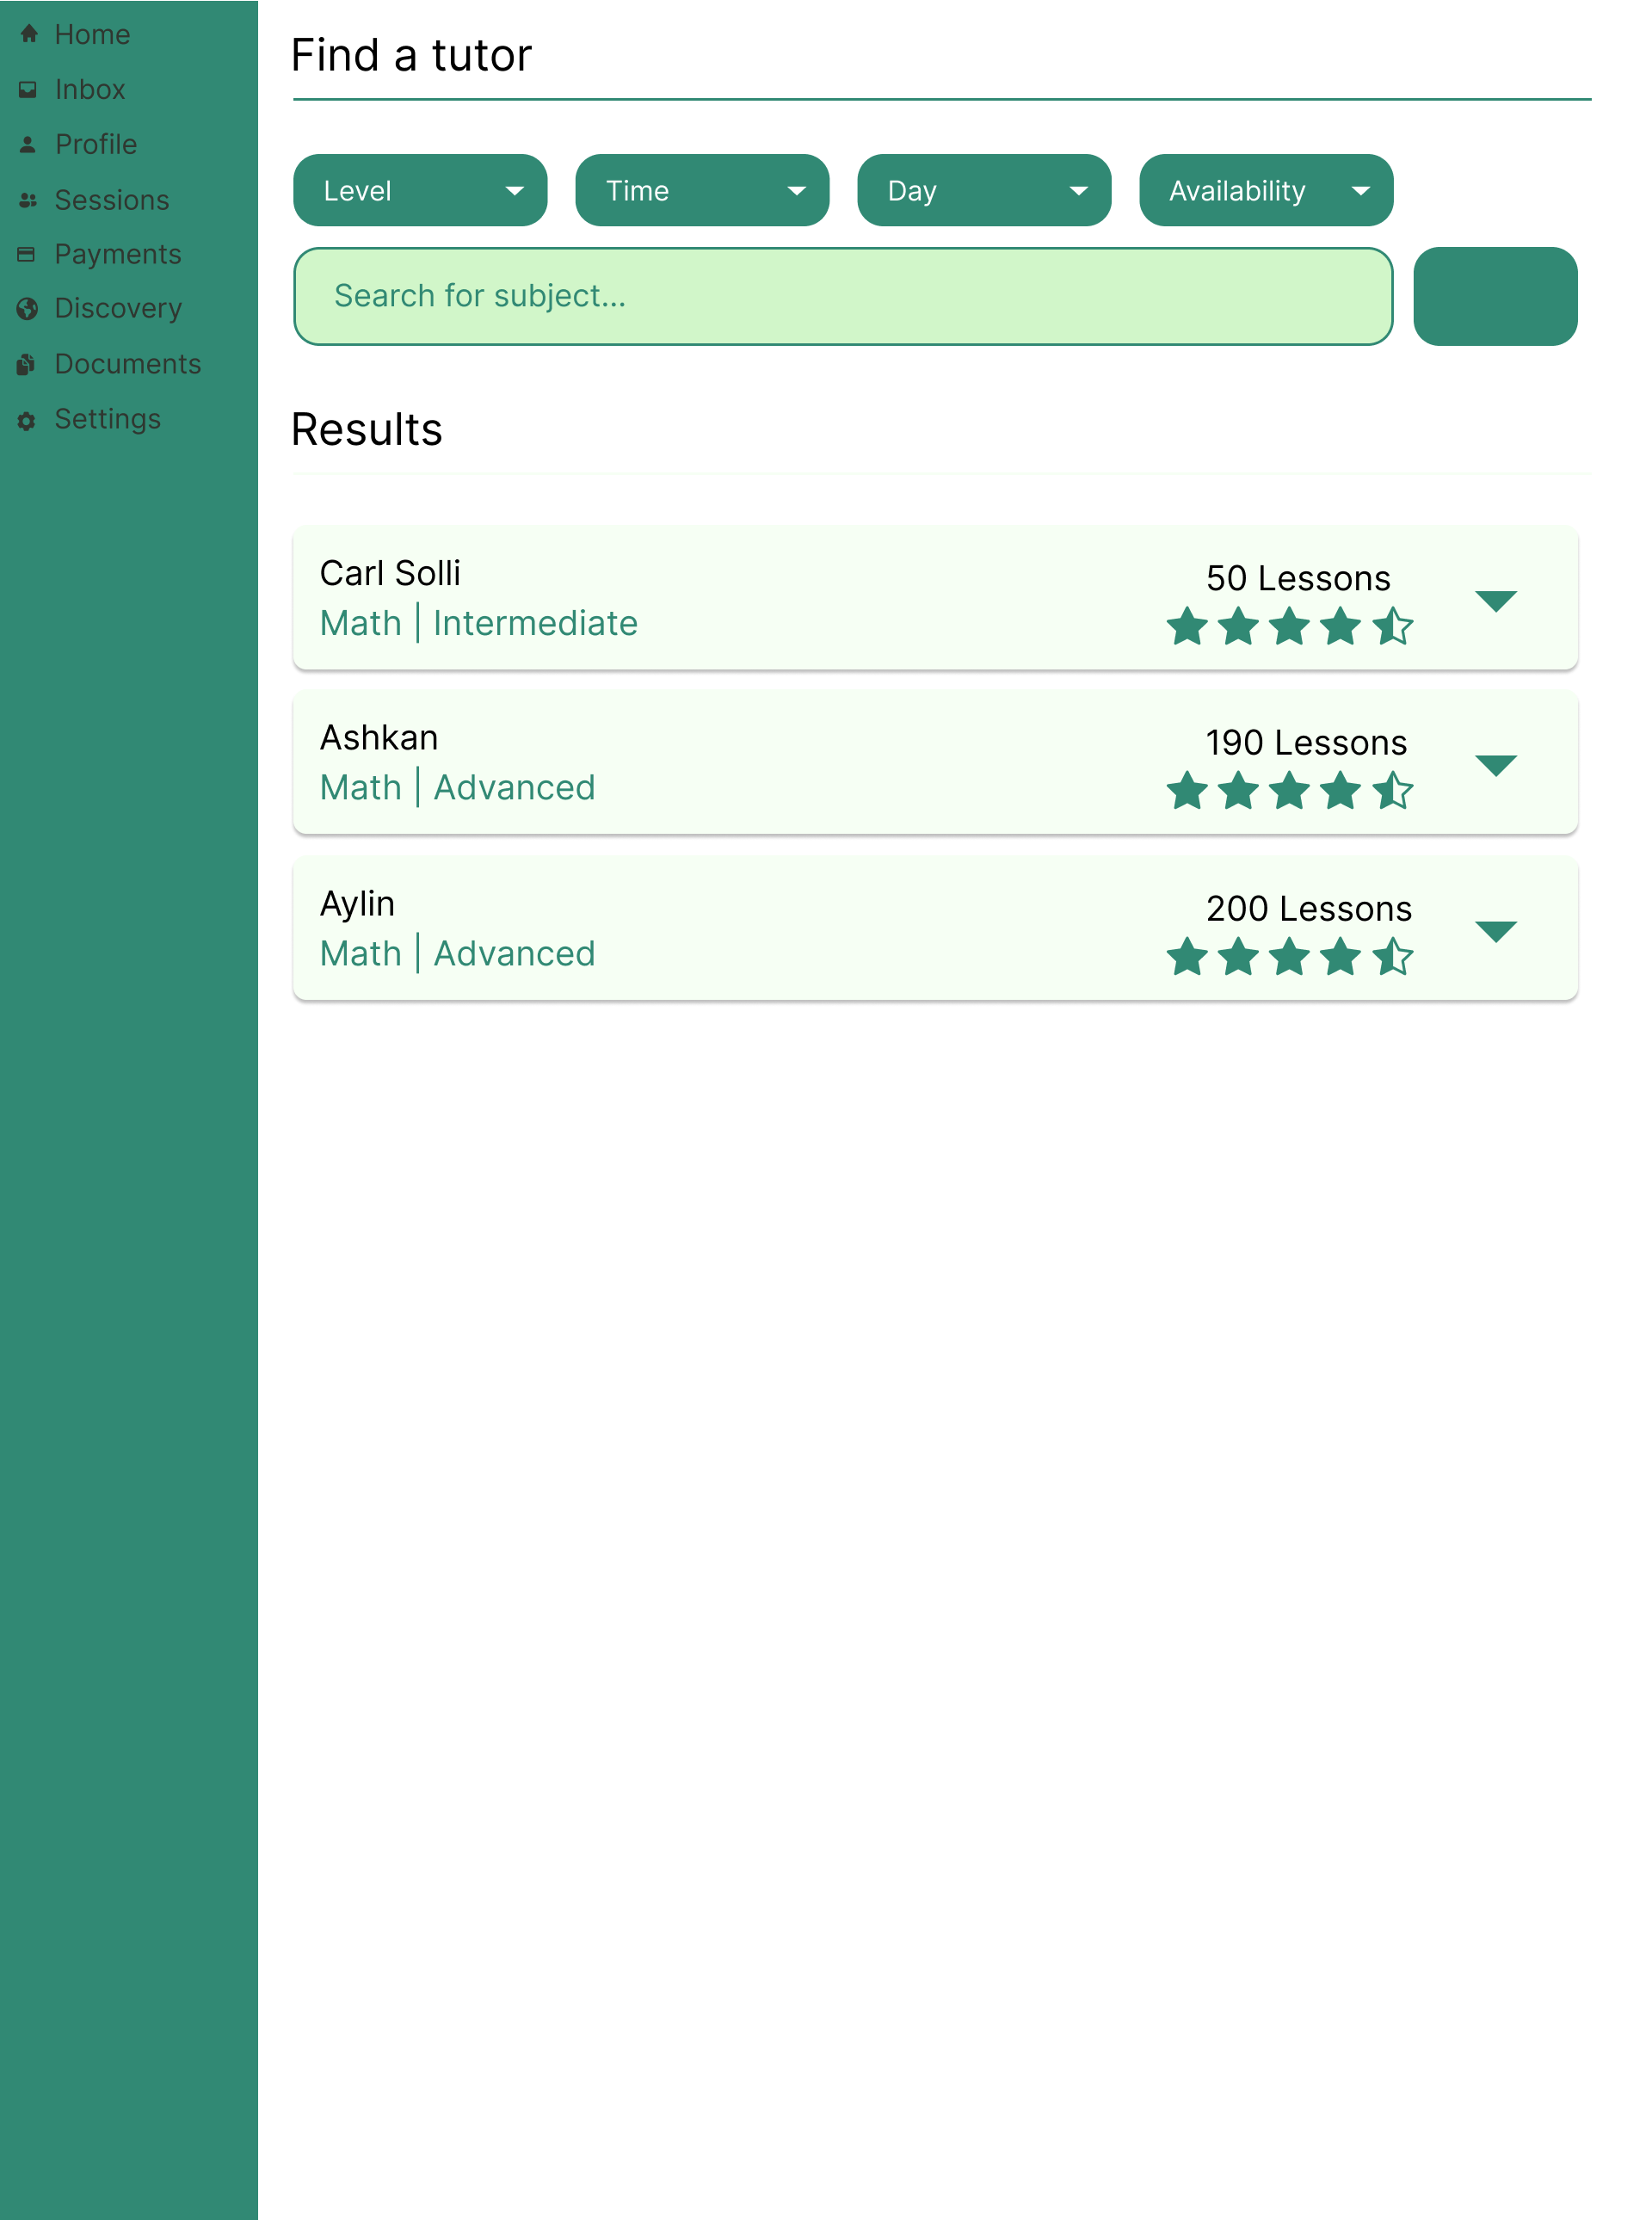 Home
Inbox
Profile
Sessions
Payments
Discovery
Documents
Settings
Find a tutor
Level
Time
Day
Availability
Search for subject...
Results
Carl Solli
Math | Intermediate
50 Lessons
Ashkan
Math | Advanced
190 Lessons
Aylin
Math | Advanced
200 Lessons